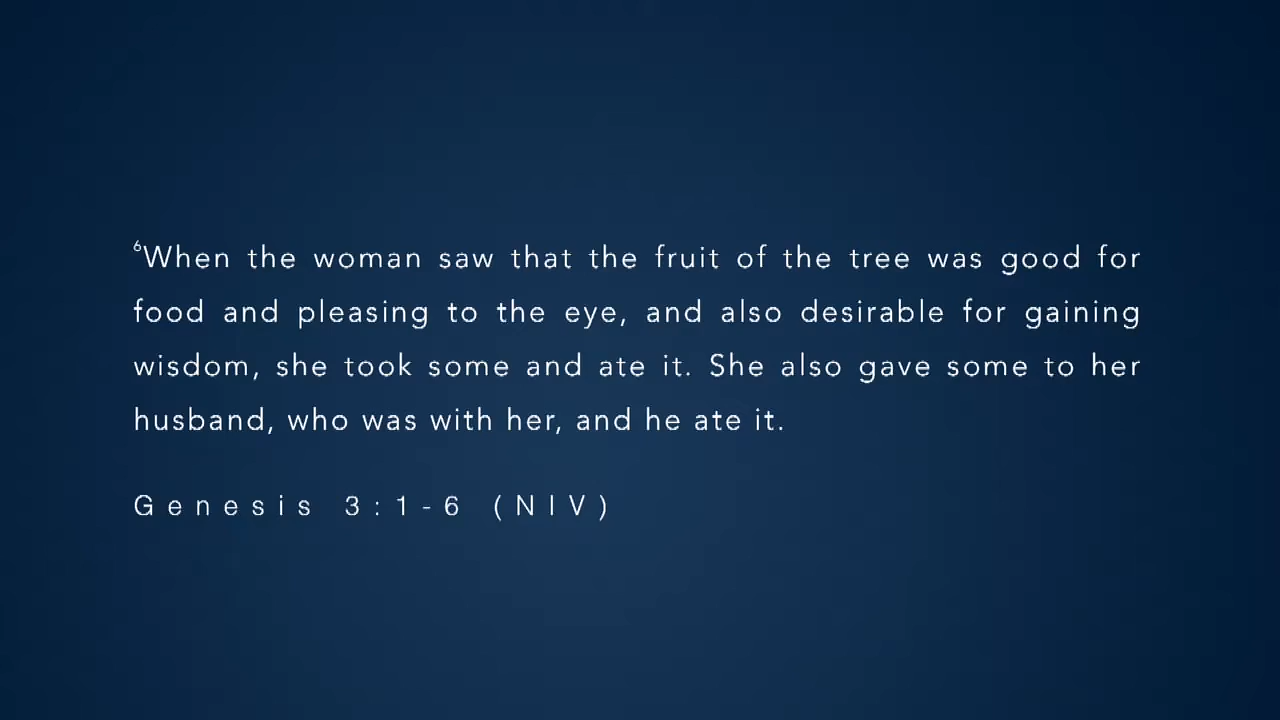 ⁶When the woman saw that the fruit of the tree was good for
food and pleasing to the eye, and also desirable for gaining
wisdom, she took some and ate it. She also gave some to her
husband, who was with her, and he ate it.
Genesis 3:1-6 (NIV)